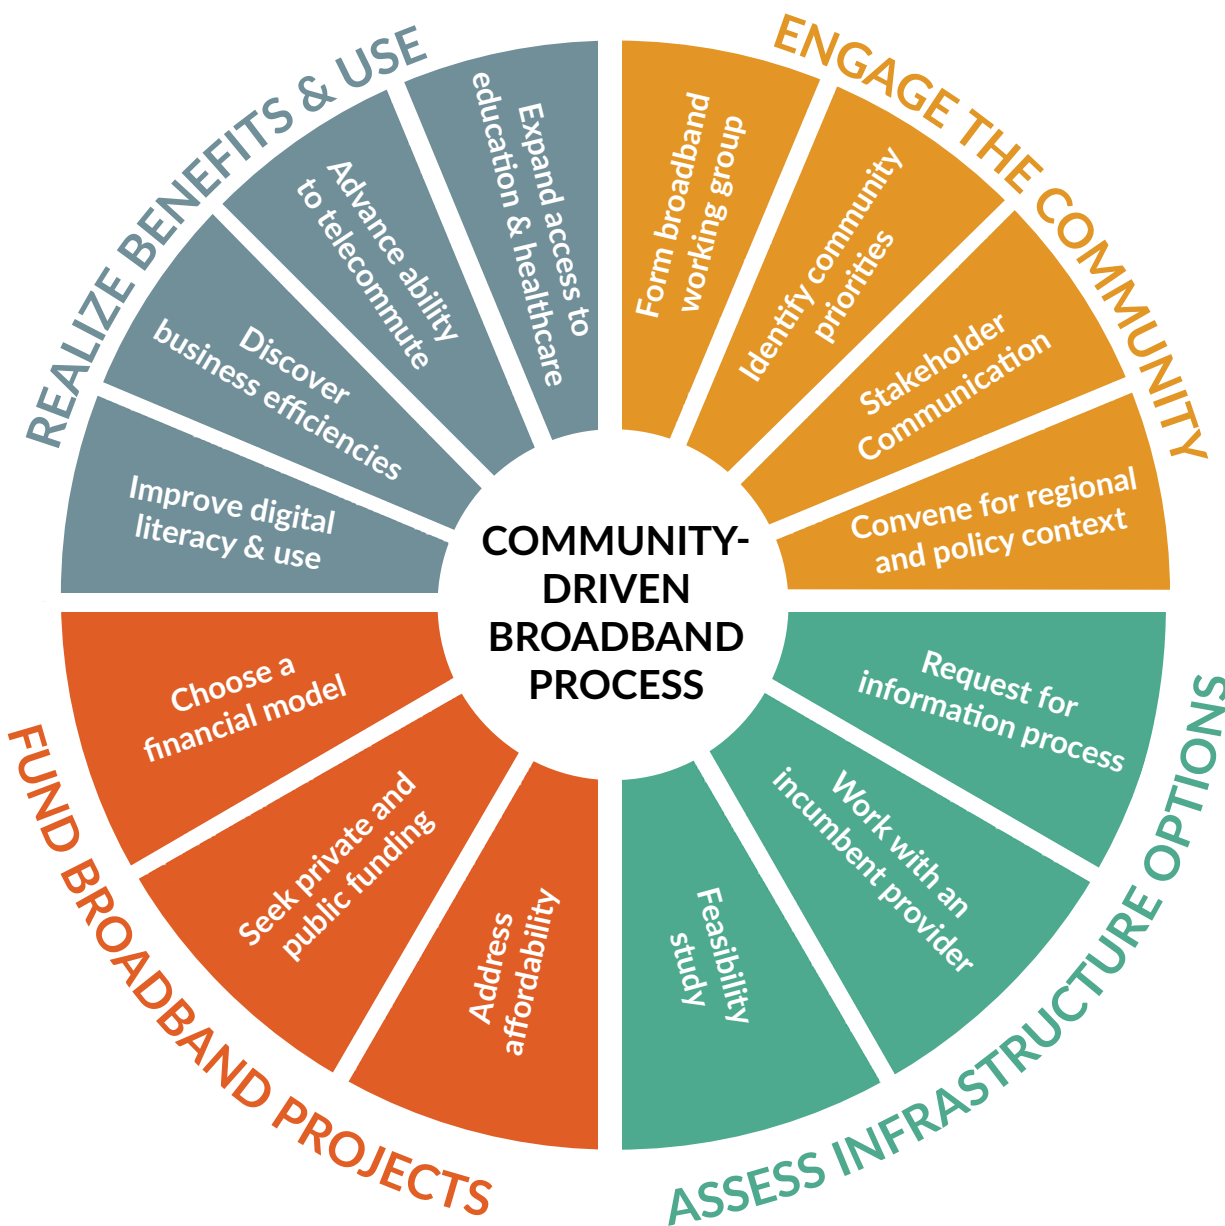 COMMUNITY-
DRIVEN
BROADBAND
PROCESS
ENGAGE THE COMMUNITY
Form broadband
working group
Identify community
priorities
Stakeholder
Communication
Convene for regional
and policy context
ASSESS INFRASTRUCTURE OPTIONS
Request for
information process
Work with an
incumbent provider
Feasibility
study
FUND BROADBAND PROJECTS
Address
affordability
Seek private and
public funding
Choose a
financial model
REALIZE BENEFITS & USE
Improve digital
literacy & use
Discover
business efficiencies
Advance ability
to telecommute
Expand access to
education & healthcare